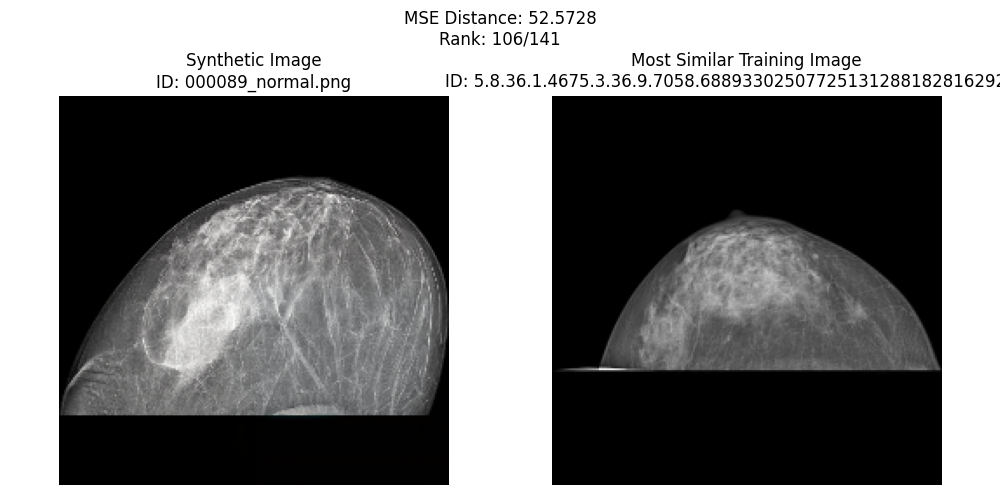 MSE Distance: 52.5728
Rank: 106/141
Synthetic Image
ID: 000089_normal.png
Most Similar Training Image
ID: 5.8.36.1.4675.3.36.9.7058.68893302507725131288182816292